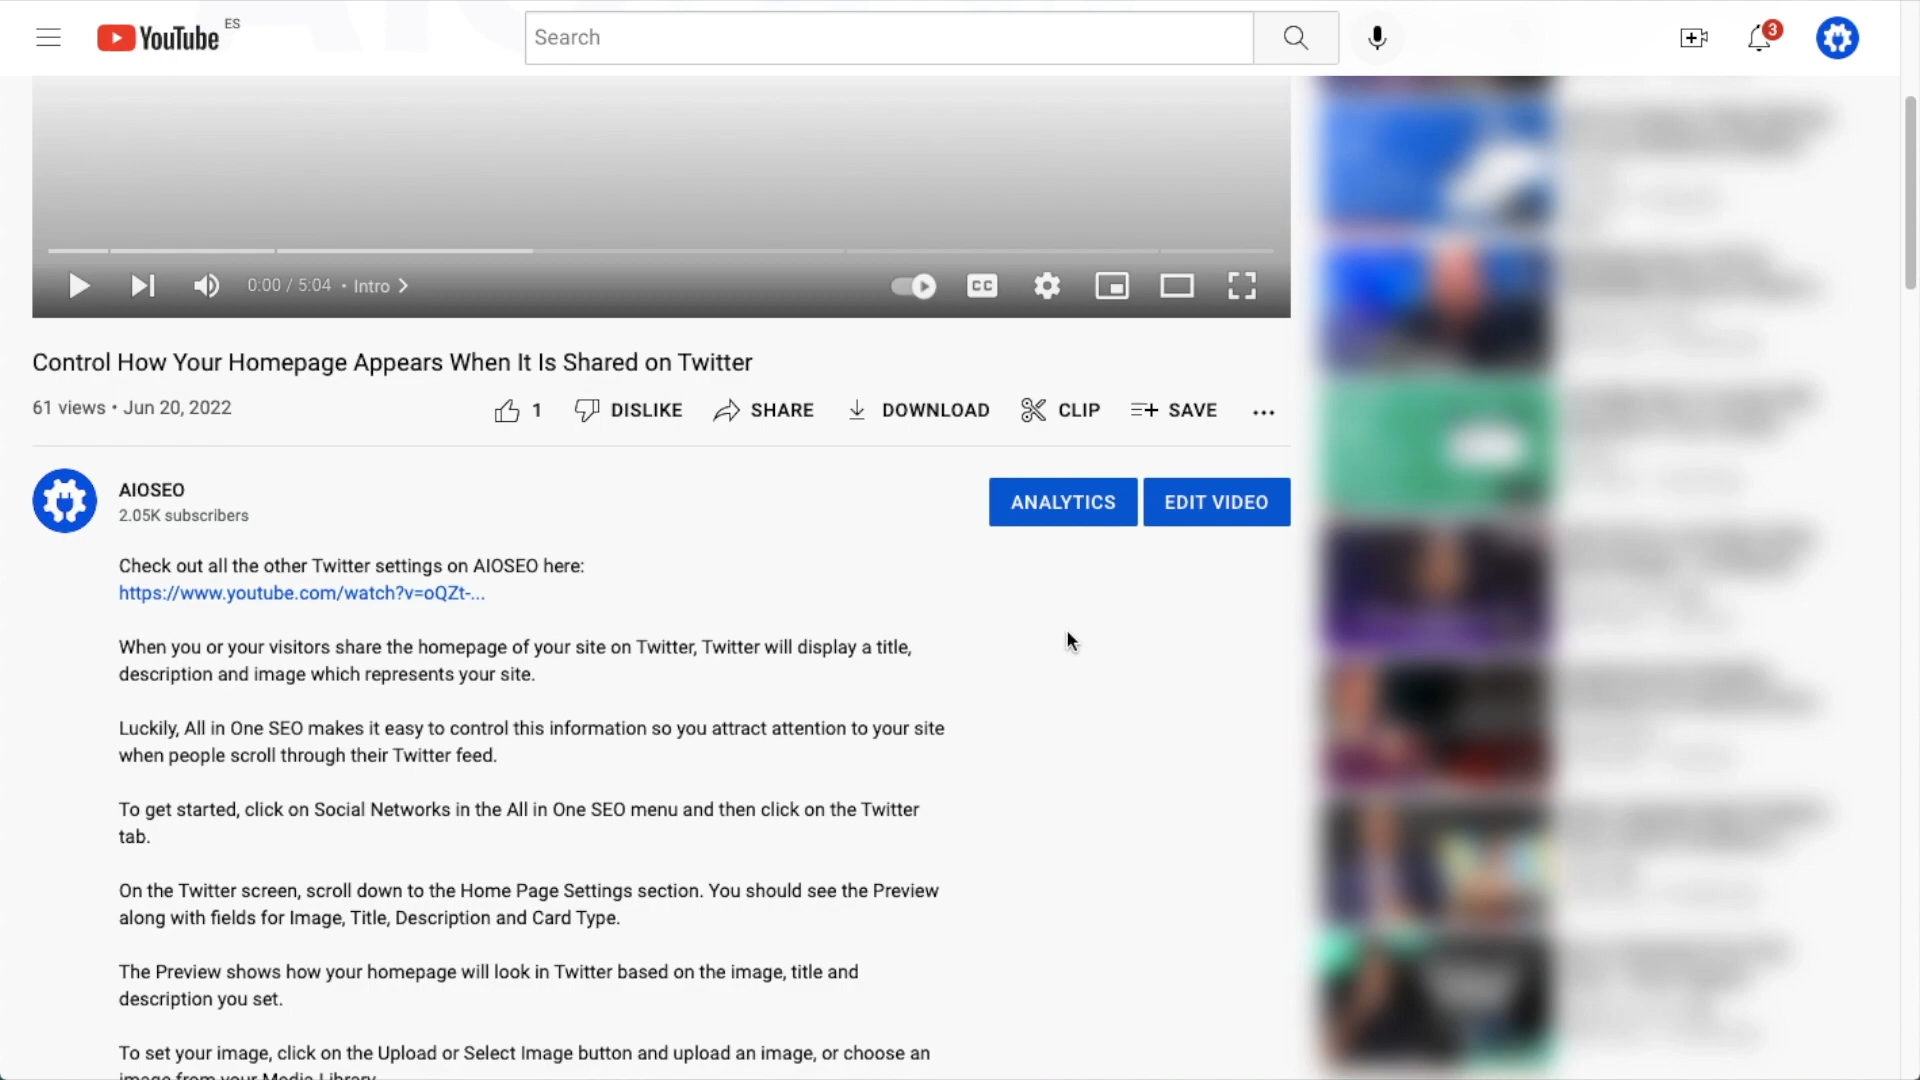 YouTube ES
Search
3
0:00 / 5:04 • Intro
CC
Control How Your Homepage Appears When It Is Shared on Twitter
61 views • Jun 20, 2022
1
DISLIKE
SHARE
DOWNLOAD
CLIP
SAVE
AIOSEO
2.05K subscribers
ANALYTICS
EDIT VIDEO
Check out all the other Twitter settings on AIOSEO here:
https://www.youtube.com/watch?v=oQZt-...
When you or your visitors share the homepage of your site on Twitter, Twitter will display a title,
description and image which represents your site.
Luckily, All in One SEO makes it easy to control this information so you attract attention to your site
when people scroll through their Twitter feed.
To get started, click on Social Networks in the All in One SEO menu and then click on the Twitter
tab.
On the Twitter screen, scroll down to the Home Page Settings section. You should see the Preview
along with fields for Image, Title, Description and Card Type.
The Preview shows how your homepage will look in Twitter based on the image, title and
description you set.
To set your image, click on the Upload or Select Image button and upload an image, or choose an
image from your Media Library